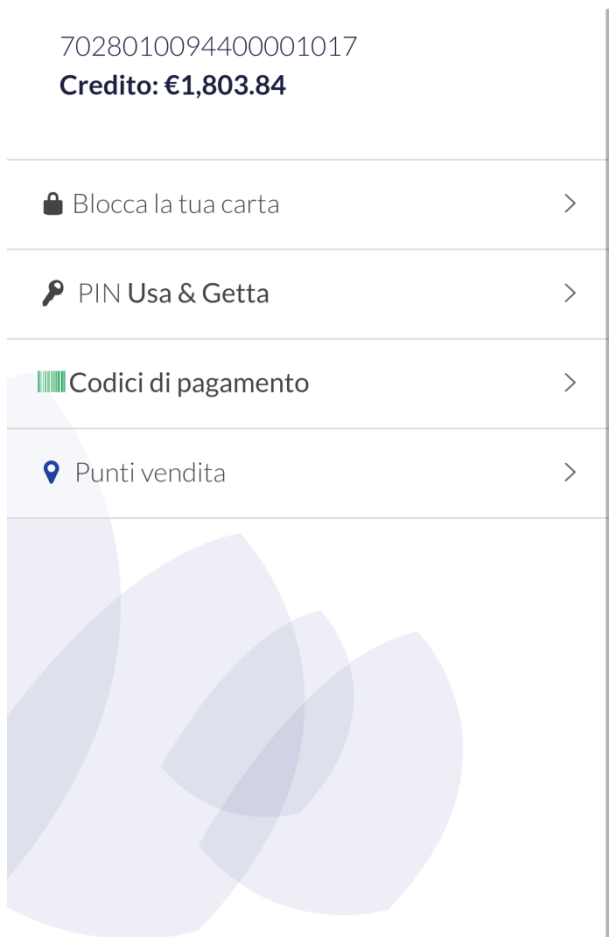 7028010094400001017
Credito: €1,803.84
Blocca la tua carta
PIN Usa & Getta
Codici di pagamento
Punti vendita